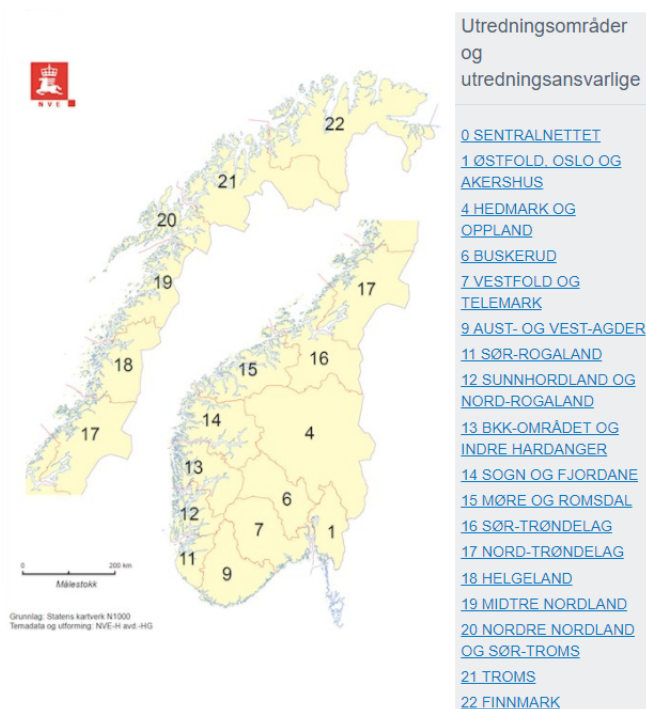 NVE
22
21
20
19
18
17
17
16
15
14
13
12
11
4
6
7
9
1
0 200 km
Målestokk
Grunnlag: Statens kartverk N1000
Temadata og utforming: NVE-H avd.-HG
Utredningsområder
og
utredningsansvarlige
0 SENTRALNETTET
1 ØSTFOLD, OSLO OG
AKERSHUS
4 HEDMARK OG
OPPLAND
6 BUSKERUD
7 VESTFOLD OG
TELEMARK
9 AUST- OG VEST-AGDER
11 SØR-ROGALAND
12 SUNNHORDLAND OG
NORD-ROGALAND
13 BKK-OMRÅDET OG
INDRE HARDANGER
14 SOGN OG FJORDANE
15 MØRE OG ROMSDAL
16 SØR-TRØNDELAG
17 NORD-TRØNDELAG
18 HELGELAND
19 MIDTRE NORDLAND
20 NORDRE NORDLAND
OG SØR-TROMS
21 TROMS
22 FINNMARK